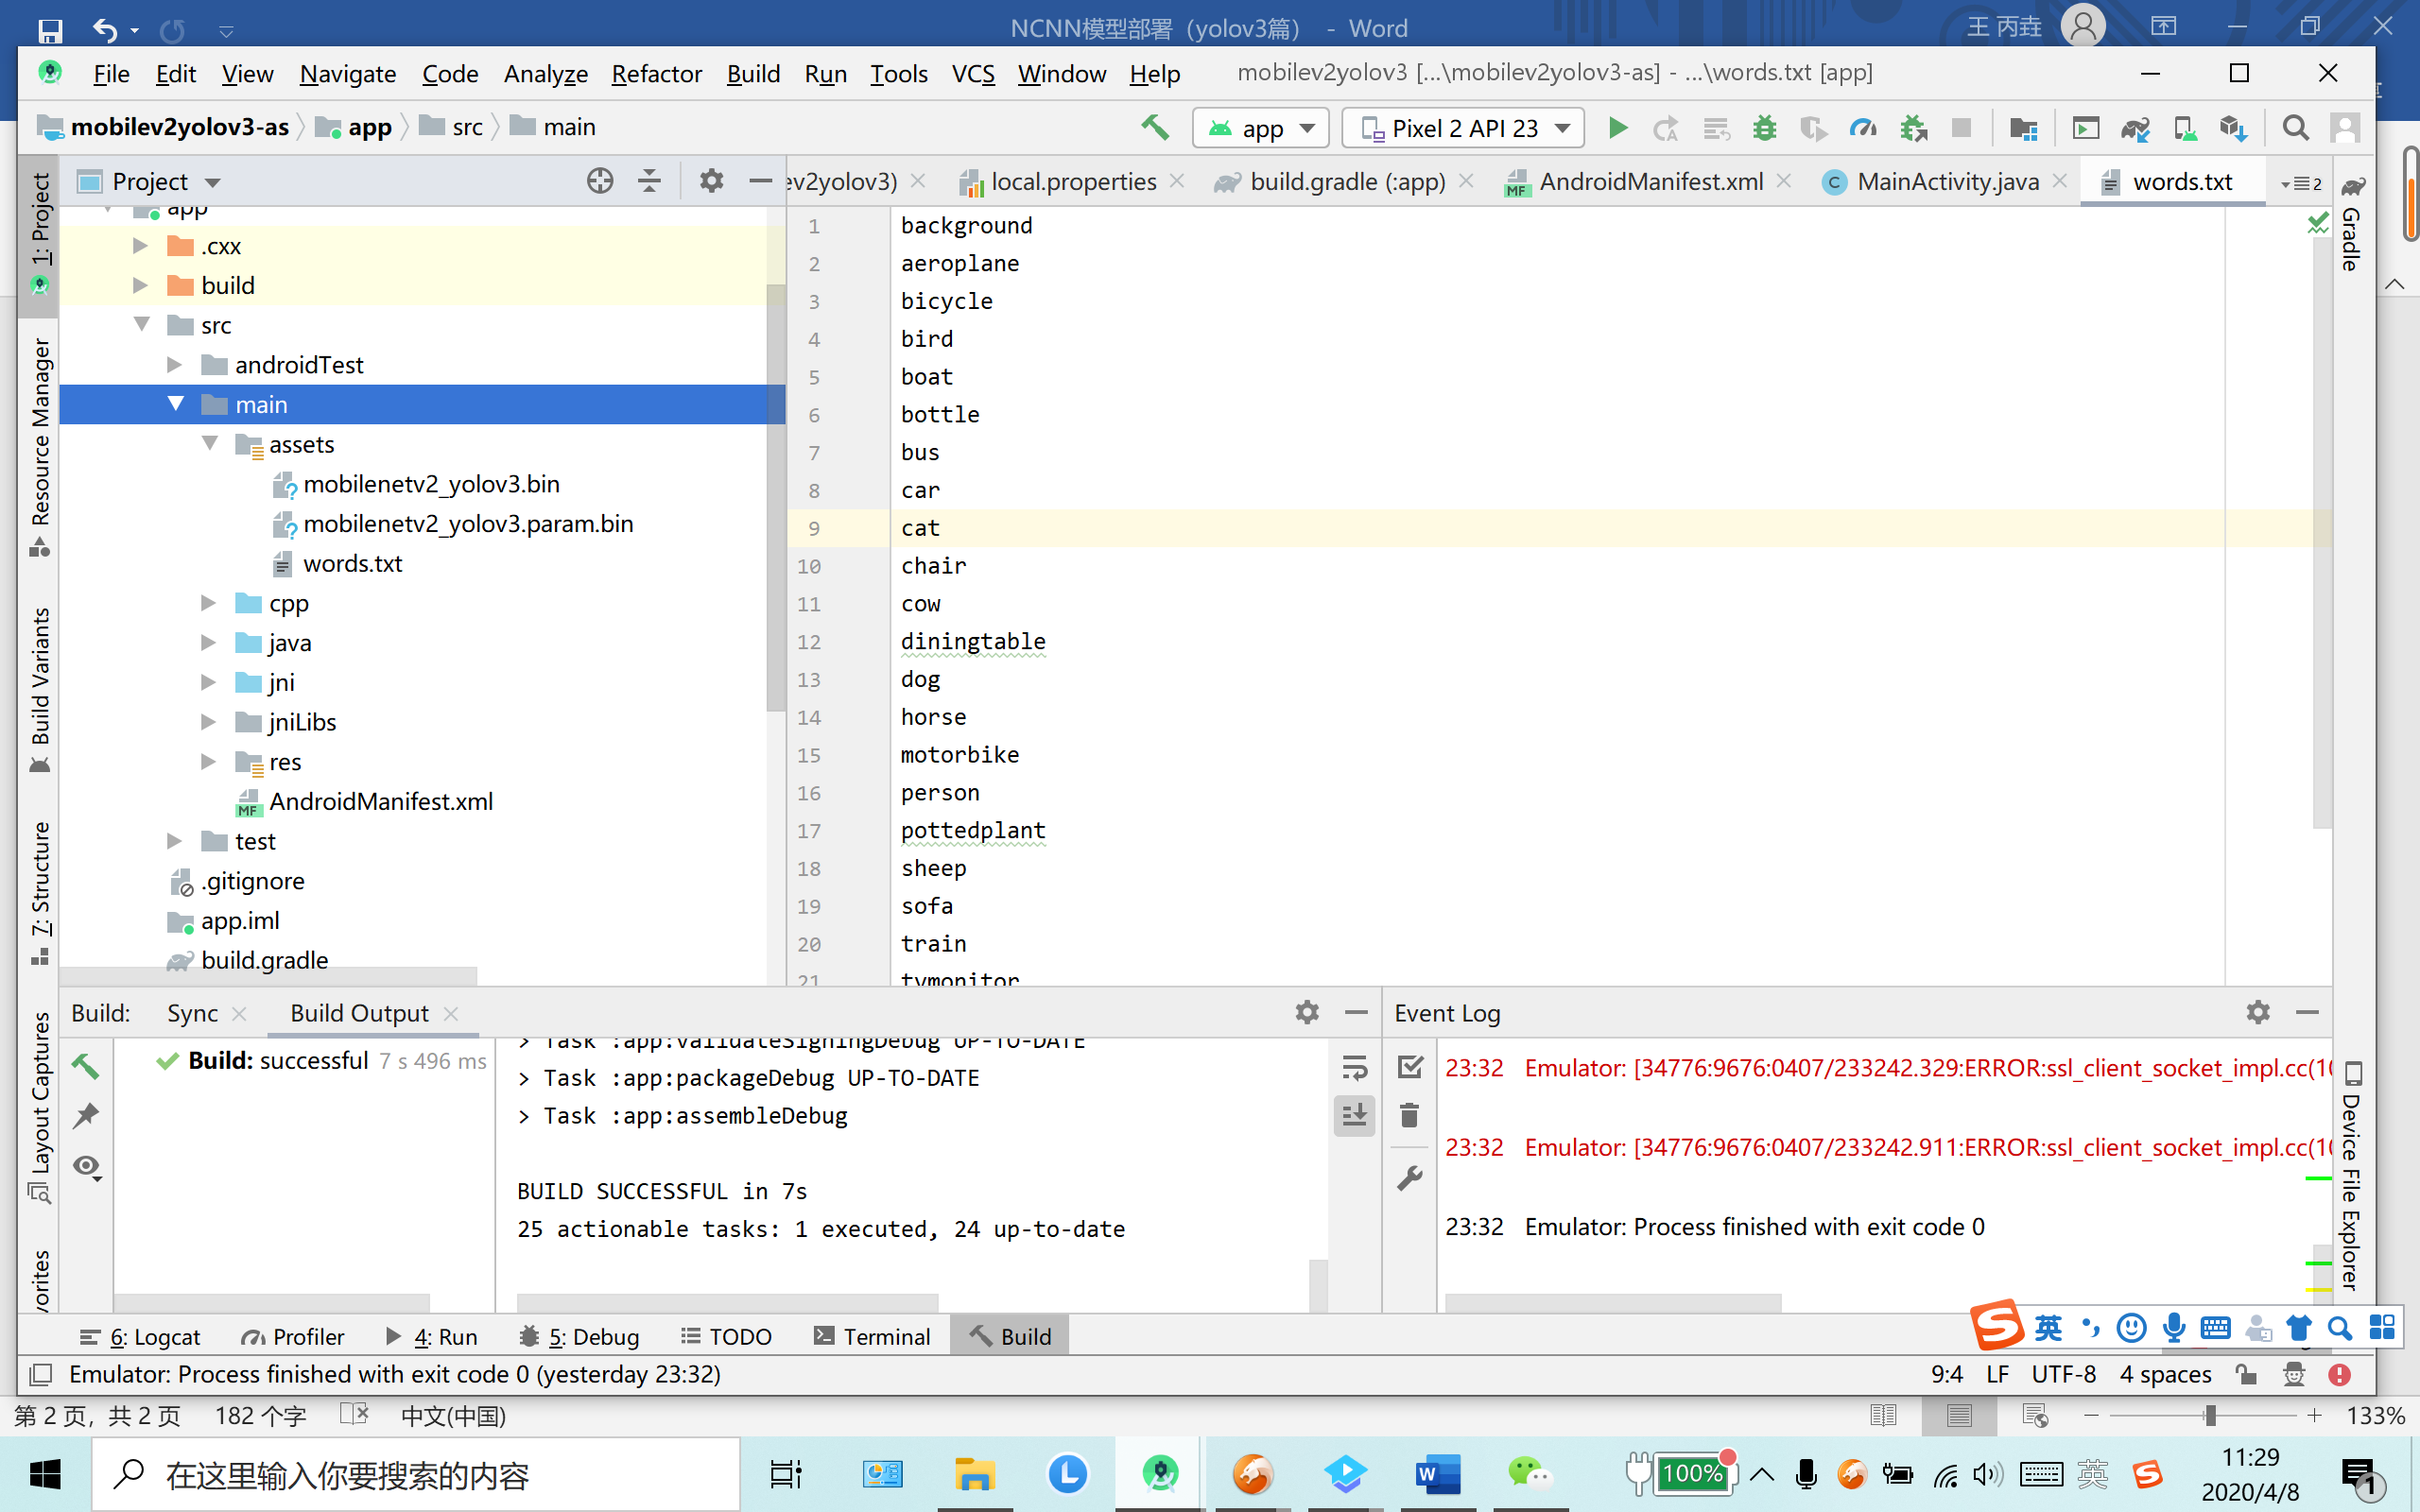 NCNN模型部署（yolov3篇） - Word
王 丙垚
File Edit View Navigate Code Analyze Refactor Build Run Tools VCS Window Help
mobilev2yolov3 [...\mobilev2yolov3-as] - ...\words.txt [app]
mobilev2yolov3-as app src main
app
Pixel 2 API 23
Project
ev2yolov3)
local.properties
build.gradle (:app)
AndroidManifest.xml
MainActivity.java
words.txt
2
1: Project
Resource Manager
Build Variants
7: Structure
Layout Captures
vorites
app
.cxx
build
src
androidTest
main
assets
mobilenetv2_yolov3.bin
mobilenetv2_yolov3.param.bin
words.txt
cpp
java
jni
jniLibs
res
AndroidManifest.xml
test
.gitignore
app.iml
build.gradle
1 background
2 aeroplane
3 bicycle
4 bird
5 boat
6 bottle
7 bus
8 car
9 cat
10 chair
11 cow
12 diningtable
13 dog
14 horse
15 motorbike
16 person
17 pottedplant
18 sheep
19 sofa
20 train
21 tvmonitor
Gradle
Device File Explorer
Build: Sync Build Output
Build: successful 7 s 496 ms
> Task :app:validateSigningDebug UP-TO-DATE
> Task :app:packageDebug UP-TO-DATE
> Task :app:assembleDebug
BUILD SUCCESSFUL in 7s
25 actionable tasks: 1 executed, 24 up-to-date
Event Log
23:32 Emulator: [34776:9676:0407/233242.329:ERROR:ssl_client_socket_impl.cc(10
23:32 Emulator: [34776:9676:0407/233242.911:ERROR:ssl_client_socket_impl.cc(10
23:32 Emulator: Process finished with exit code 0
6: Logcat Profiler 4: Run 5: Debug TODO Terminal Build
英
Emulator: Process finished with exit code 0 (yesterday 23:32)
9:4 LF UTF-8 4 spaces
第 2 页，共 2 页 182 个字 中文(中国)
133%
在这里输入你要搜索的内容
100%
英
11:29
2020/4/8
1